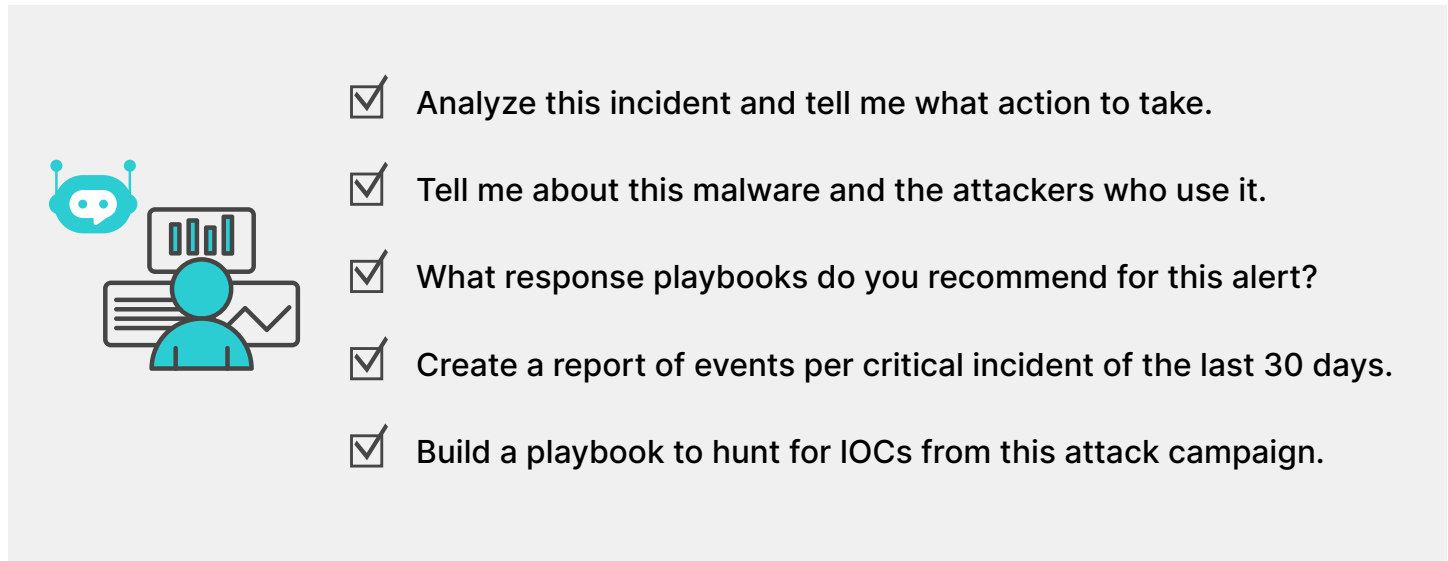 Analyze this incident and tell me what action to take.
Tell me about this malware and the attackers who use it.
What response playbooks do you recommend for this alert?
Create a report of events per critical incident of the last 30 days.
Build a playbook to hunt for IOCs from this attack campaign.